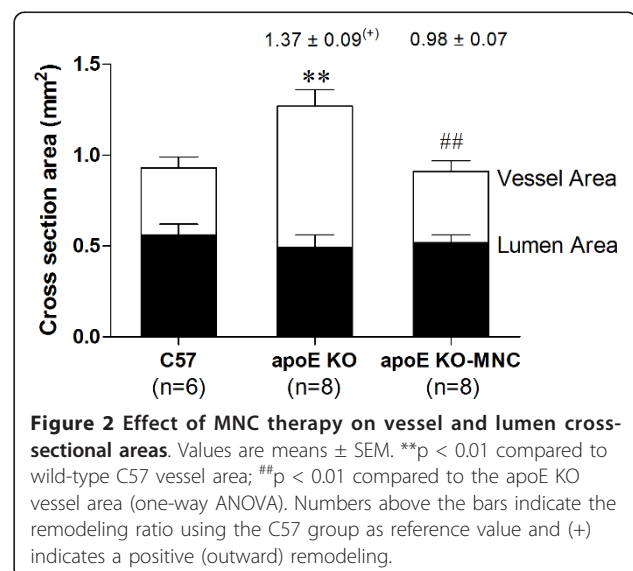 1.37 ± 0.09(+) 0.98 ± 0.07
Cross section area (mm²)
1.5
1.0
0.5
0.0
**
##
Vessel Area
Lumen Area
C57 apoE KO apoE KO-MNC
(n=6) (n=8) (n=8)
Figure 2 Effect of MNC therapy on vessel and lumen cross-
sectional areas. Values are means ± SEM. **p < 0.01 compared to
wild-type C57 vessel area; ##p < 0.01 compared to the apoE KO
vessel area (one-way ANOVA). Numbers above the bars indicate the
remodeling ratio using the C57 group as reference value and (+)
indicates a positive (outward) remodeling.